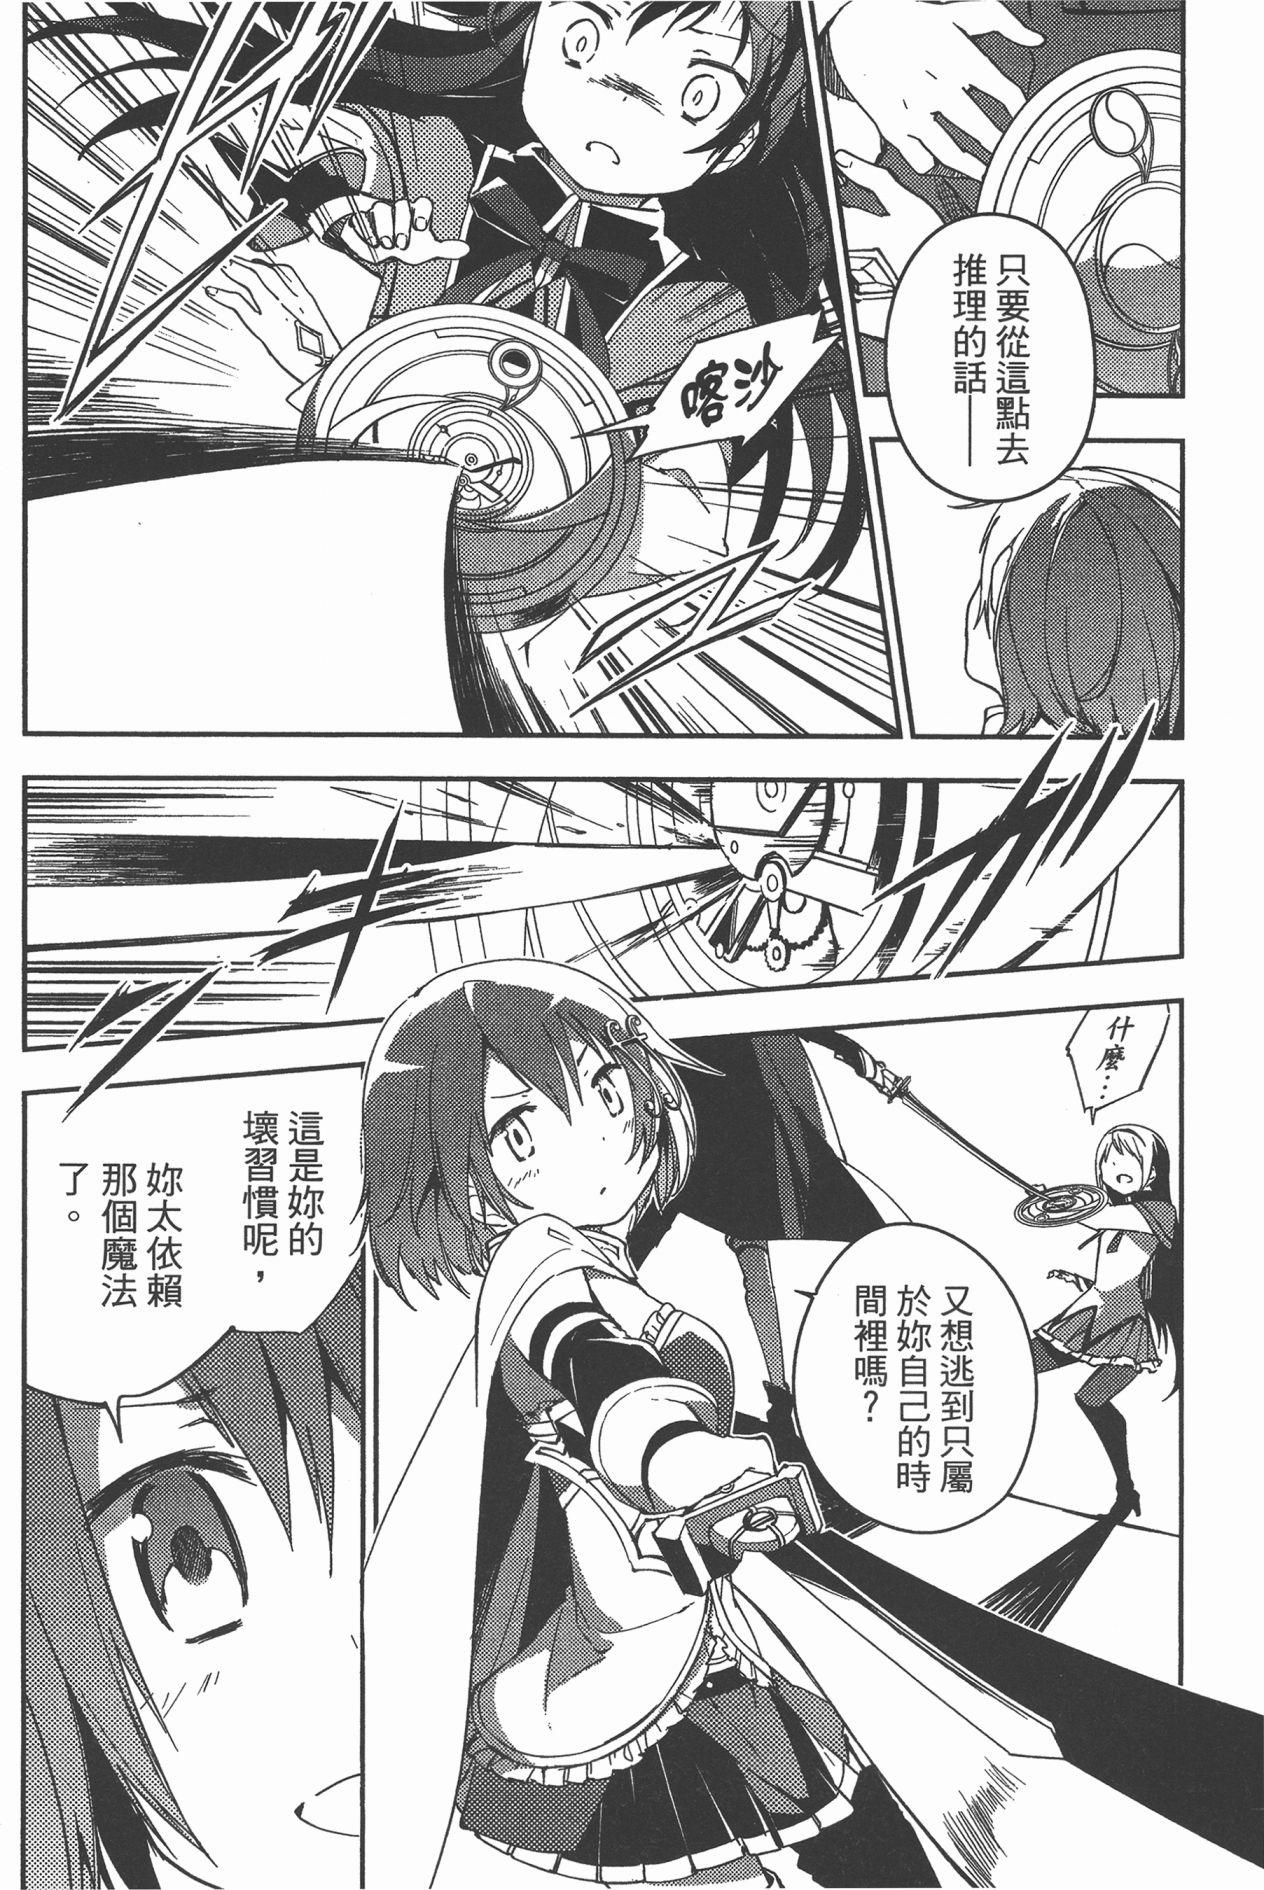 只要從這點去
推理的話——
喀沙
什麼…
又想逃到只屬
於妳自己的時
間裡嗎？
這是妳的
壞習慣呢，
妳太依賴
那個魔法
了。